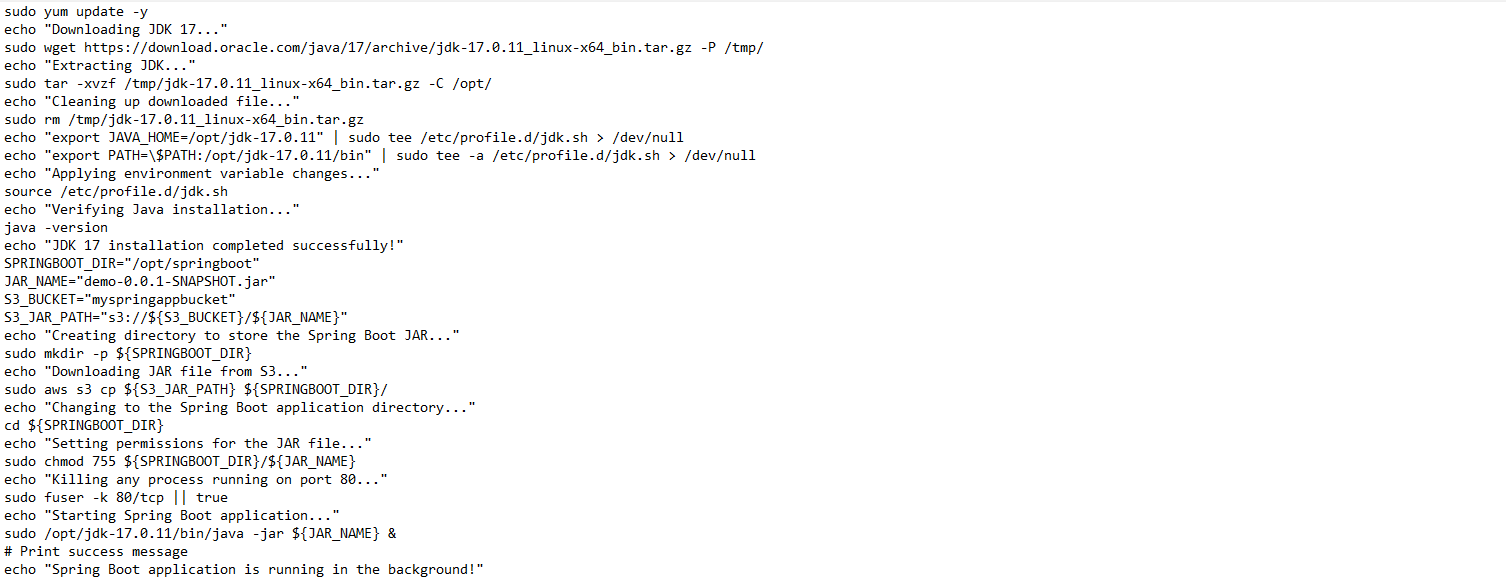 sudo yum update -y
echo "Downloading JDK 17..."
sudo wget https://download.oracle.com/java/17/archive/jdk-17.0.11_linux-x64_bin.tar.gz -P /tmp/
echo "Extracting JDK..."
sudo tar -xvzf /tmp/jdk-17.0.11_linux-x64_bin.tar.gz -C /opt/
echo "Cleaning up downloaded file..."
sudo rm /tmp/jdk-17.0.11_linux-x64_bin.tar.gz
echo "export JAVA_HOME=/opt/jdk-17.0.11" | sudo tee /etc/profile.d/jdk.sh > /dev/null
echo "export PATH=\$PATH:/opt/jdk-17.0.11/bin" | sudo tee -a /etc/profile.d/jdk.sh > /dev/null
echo "Applying environment variable changes..."
source /etc/profile.d/jdk.sh
echo "Verifying Java installation..."
java -version
echo "JDK 17 installation completed successfully!"
SPRINGBOOT_DIR="/opt/springboot"
JAR_NAME="demo-0.0.1-SNAPSHOT.jar"
S3_BUCKET="myspringappbucket"
S3_JAR_PATH="s3://${S3_BUCKET}/${JAR_NAME}"
echo "Creating directory to store the Spring Boot JAR..."
sudo mkdir -p ${SPRINGBOOT_DIR}
echo "Downloading JAR file from S3..."
sudo aws s3 cp ${S3_JAR_PATH} ${SPRINGBOOT_DIR}/
echo "Changing to the Spring Boot application directory..."
cd ${SPRINGBOOT_DIR}
echo "Setting permissions for the JAR file..."
sudo chmod 755 ${SPRINGBOOT_DIR}/${JAR_NAME}
echo "Killing any process running on port 80..."
sudo fuser -k 80/tcp || true
echo "Starting Spring Boot application..."
sudo /opt/jdk-17.0.11/bin/java -jar ${JAR_NAME} &
# Print success message
echo "Spring Boot application is running in the background!"